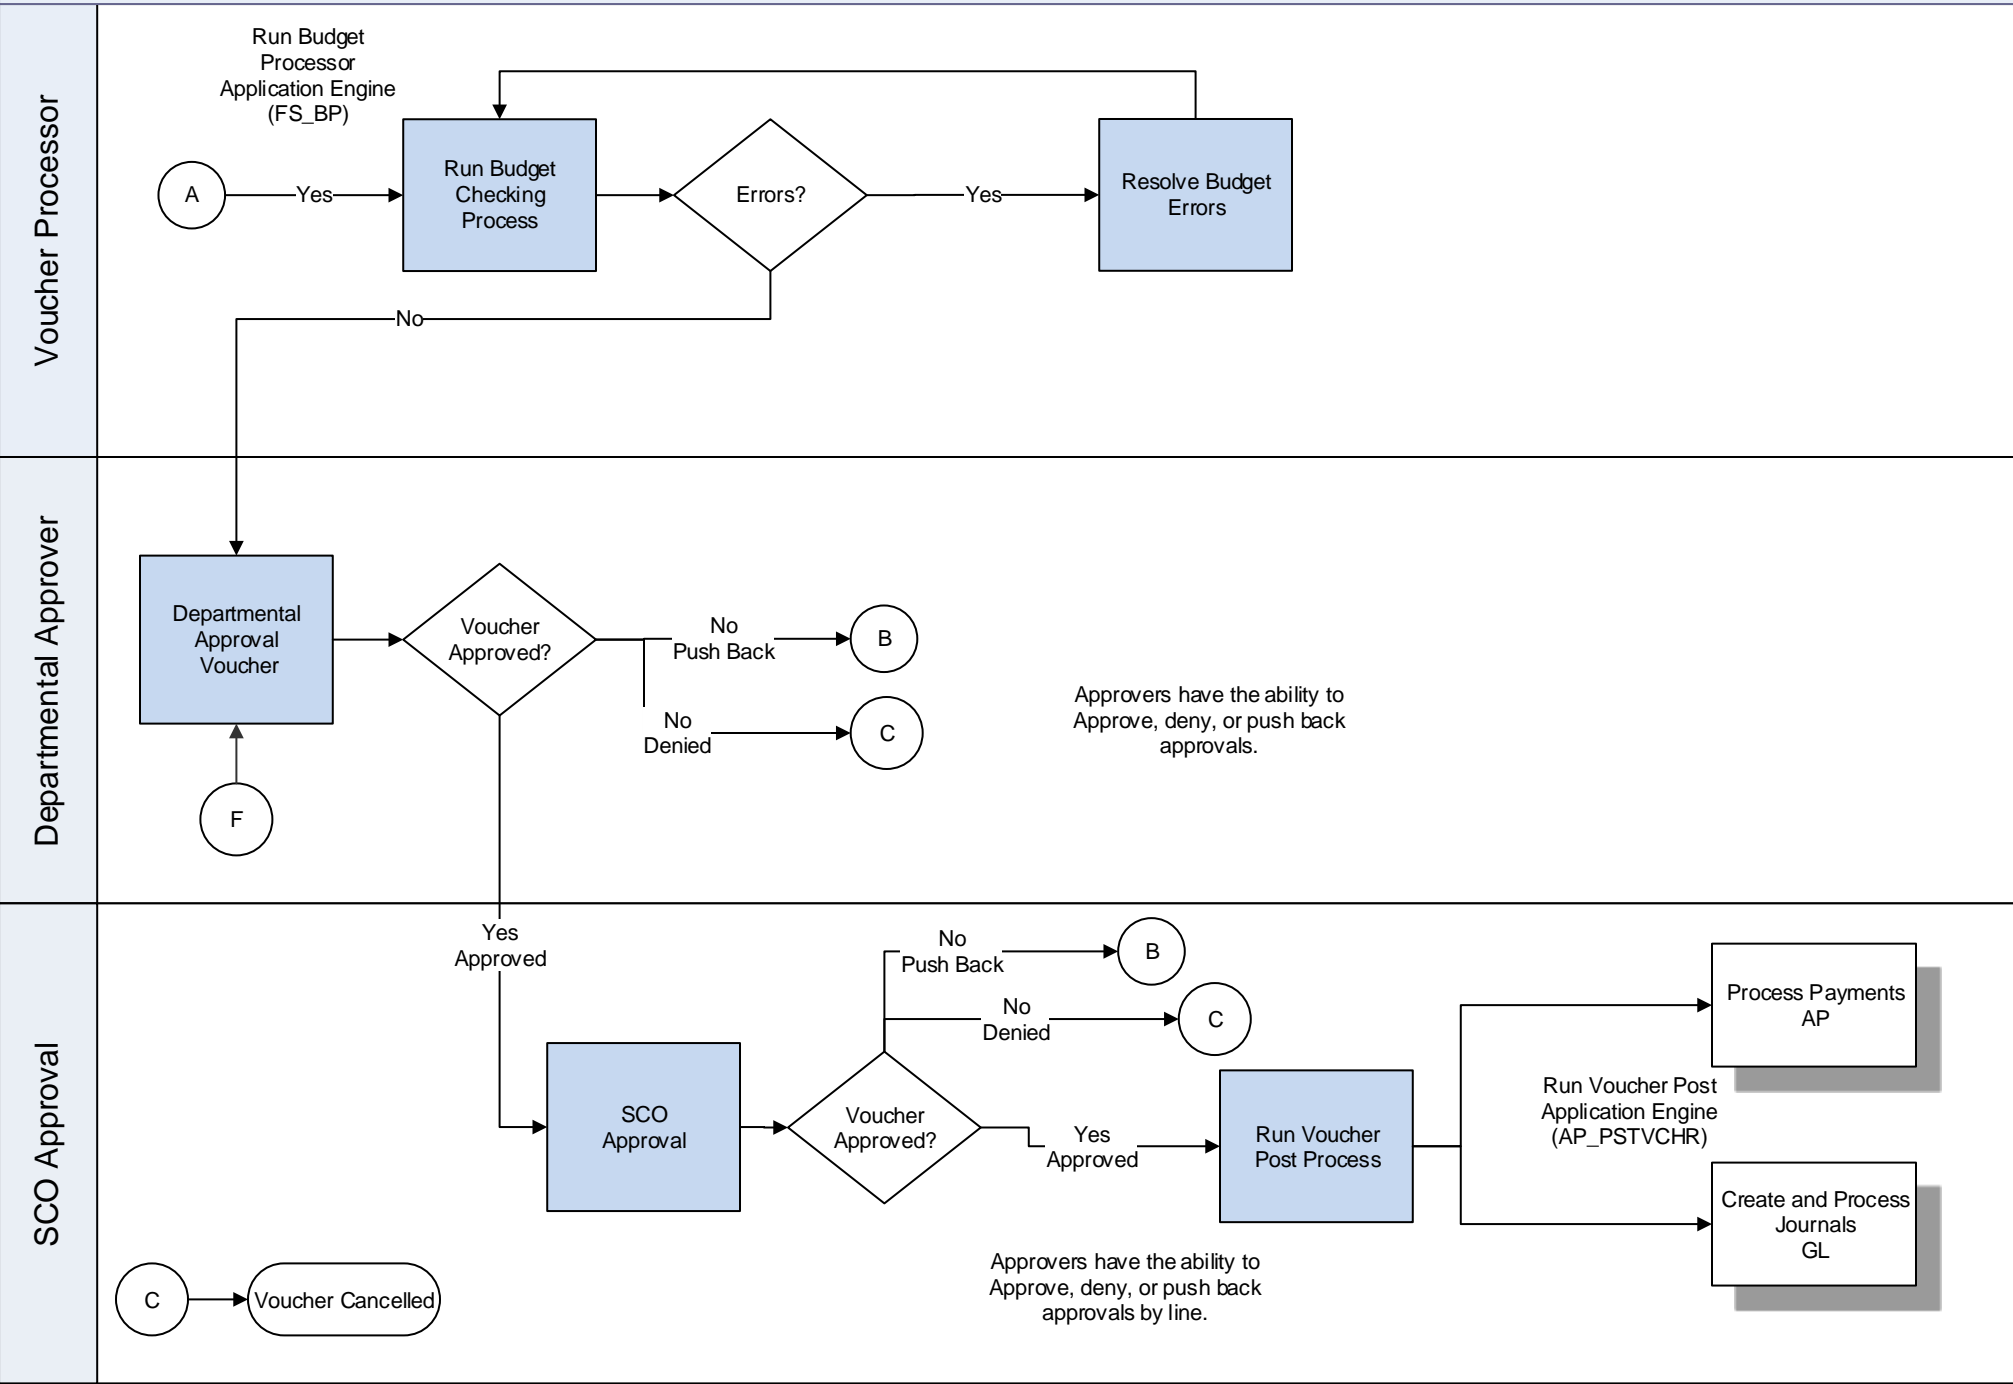 Voucher Processor
Run Budget
Processor
Application Engine
(FS_BP)
A
Yes
Run Budget
Checking
Process
Errors?
Yes
Resolve Budget
Errors
No
Departmental Approver
Departmental
Approval
Voucher
Voucher
Approved?
No
Push Back
B
No
Denied
C
Approvers have the ability to
Approve, deny, or push back
approvals.
F
SCO Approval
Yes
Approved
No
Push Back
B
No
Denied
C
SCO
Approval
Voucher
Approved?
Yes
Approved
Run Voucher
Post Process
Process Payments
AP
Run Voucher Post
Application Engine
(AP_PSTVCHR)
Create and Process
Journals
GL
Approvers have the ability to
Approve, deny, or push back
approvals by line.
C
Voucher Cancelled